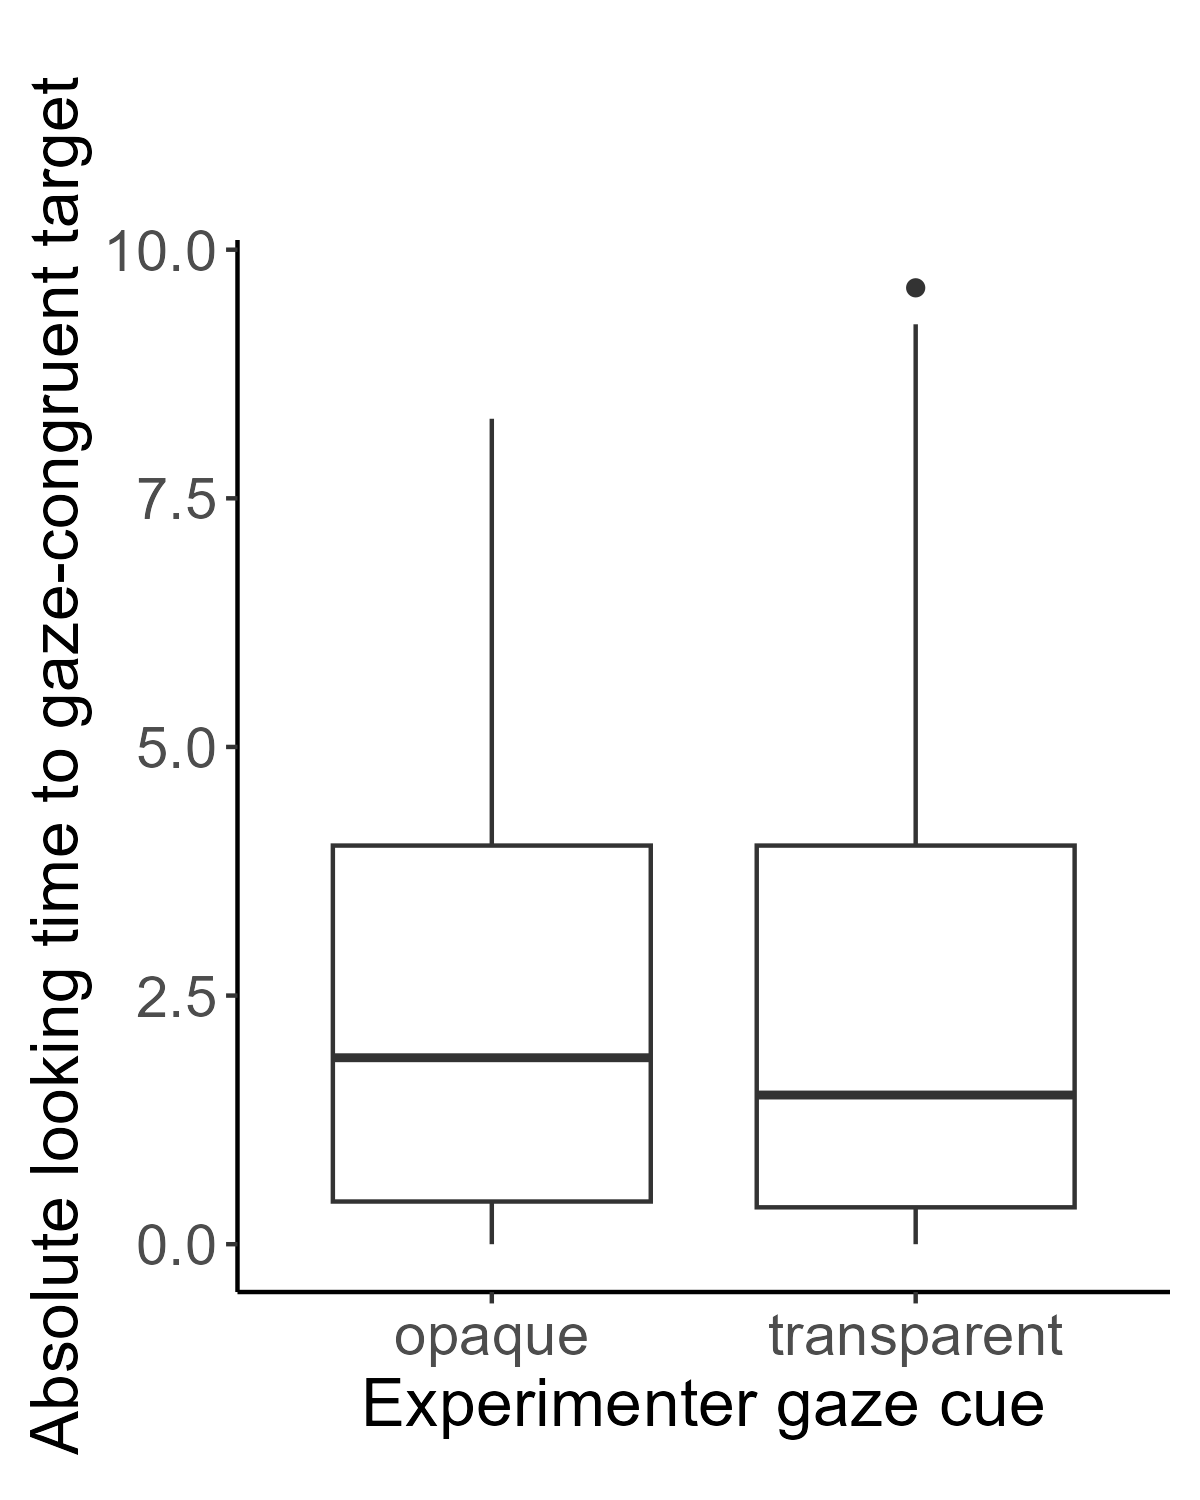 Absolute looking time to gaze-congruent target
10.0
7.5
5.0
2.5
0.0
opaque transparent
Experimenter gaze cue